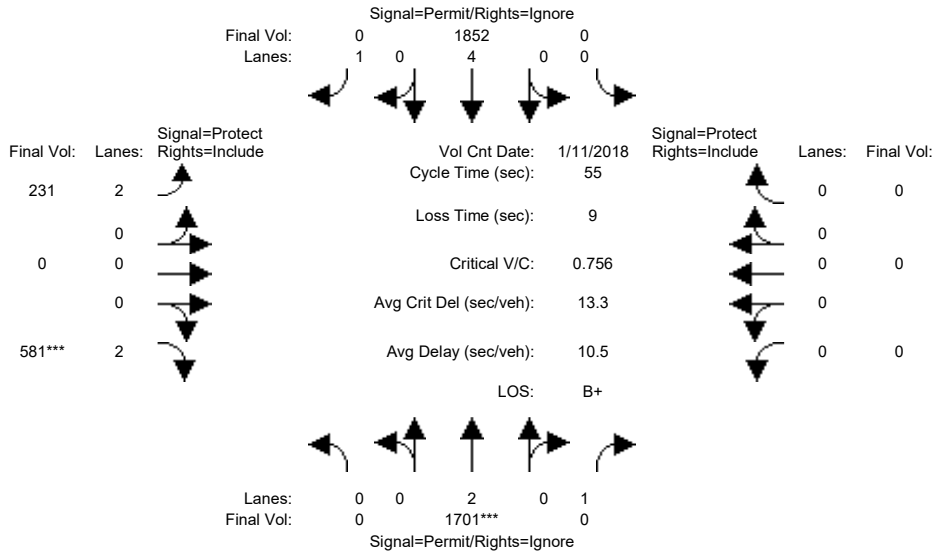 Signal=Permit/Rights=Ignore
Final Vol: 0 1852 0
Lanes: 1 0 4 0 0
Signal=Protect
Final Vol: Lanes: Rights=Include
Vol Cnt Date: 1/11/2018
Signal=Protect
Rights=Include Lanes: Final Vol:
Cycle Time (sec): 55
231 2
0 0
Loss Time (sec): 9
0
0
0 0
Critical V/C: 0.756
0 0
0
Avg Crit Del (sec/veh): 13.3
0
581*** 2
Avg Delay (sec/veh): 10.5
0 0
LOS: B+
Lanes: 0 0 2 0 1
Final Vol: 0 1701*** 0
Signal=Permit/Rights=Ignore